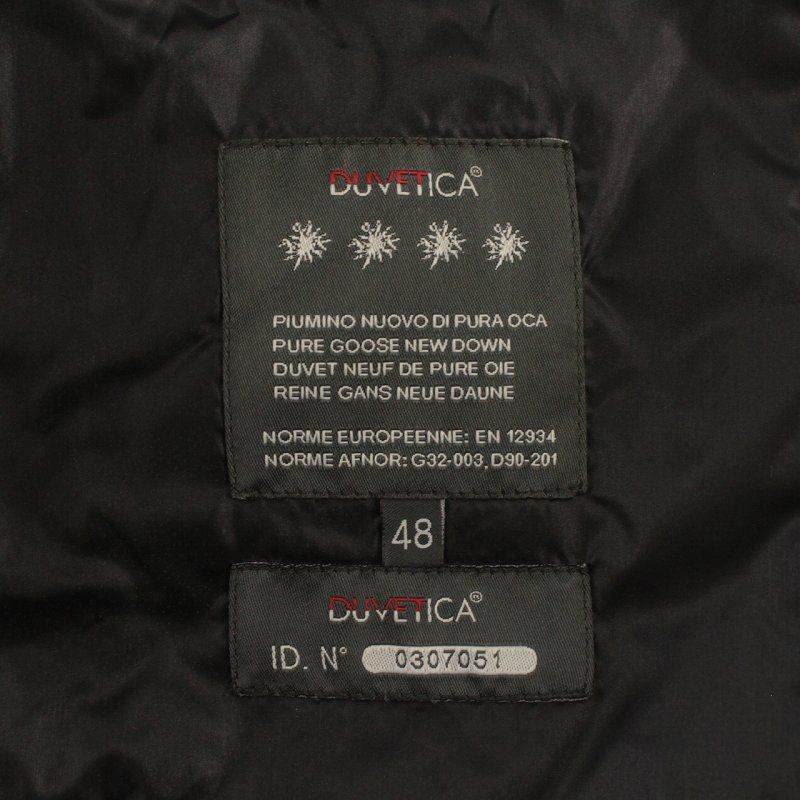 DUVETICA®
PIUMINO NUOVO DI PURA OCA
PURE GOOSE NEW DOWN
DUVET NEUF DE PURE OIE
REINE GANS NEUE DAUNE
NORME EUROPEENNE: EN 12934
NORME AFNOR: G32-003, D90-201
48
DUVETICA®
ID. N° 0307051